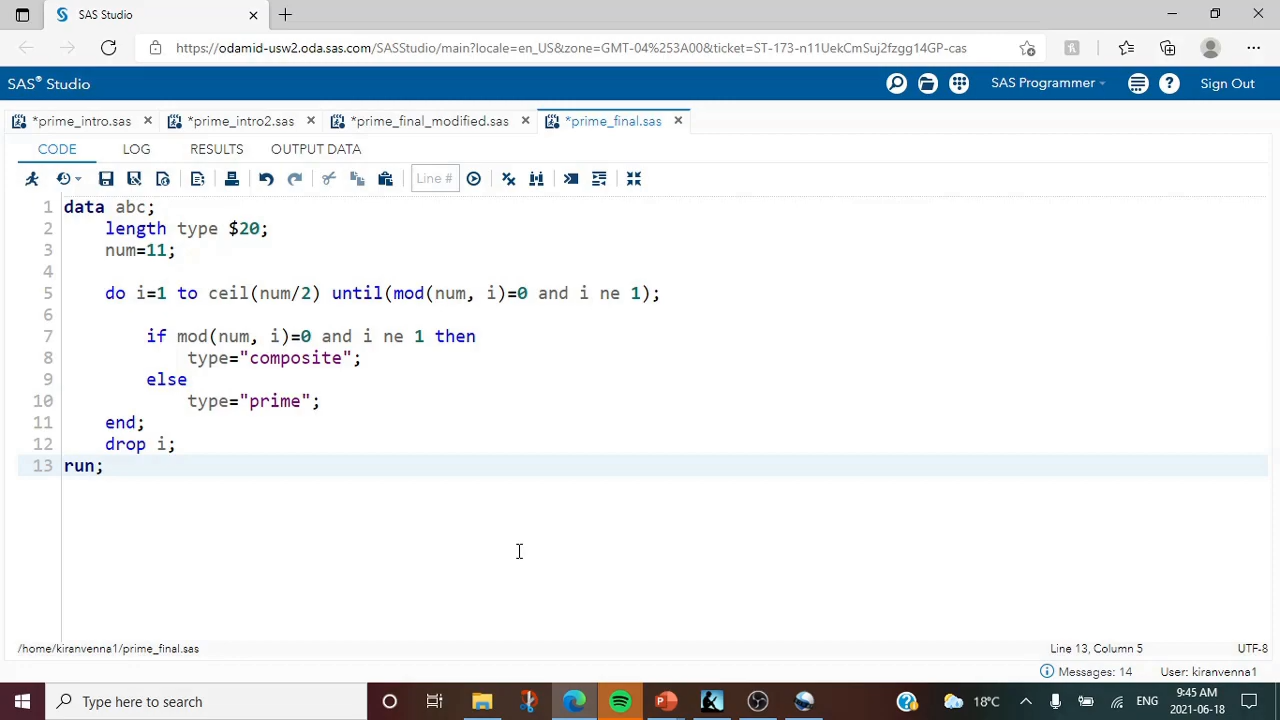 SAS Studio
https://odamid-usw2.oda.sas.com/SASStudio/main?locale=en_US&zone=GMT-04%253A00&ticket=ST-173-n11UekCmSuj2fzgg14GP-cas
SAS® Studio
SAS Programmer
Sign Out
*prime_intro.sas
*prime_intro2.sas
*prime_final_modified.sas
*prime_final.sas
CODE
LOG
RESULTS
OUTPUT DATA
Line #
1 data abc;
2 length type $20;
3 num=11;
4
5 do i=1 to ceil(num/2) until(mod(num, i)=0 and i ne 1);
6
7 if mod(num, i)=0 and i ne 1 then
8 type="composite";
9 else
10 type="prime";
11 end;
12 drop i;
13 run;
/home/kiranvenna1/prime_final.sas
Line 13, Column 5
UTF-8
Messages: 14
User: kiranvenna1
Type here to search
18°C
ENG
9:45 AM
2021-06-18